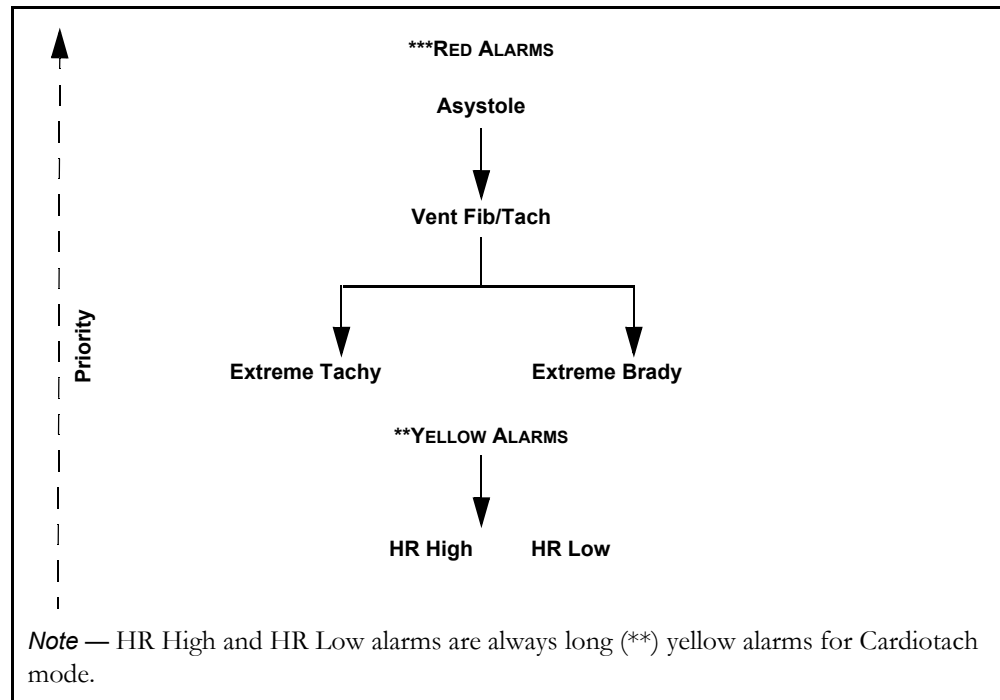 ***RED ALARMS
Asystole
Vent Fib/Tach
Priority
Extreme Tachy Extreme Brady
**YELLOW ALARMS
HR High HR Low
Note — HR High and HR Low alarms are always long (**) yellow alarms for Cardiotach
mode.